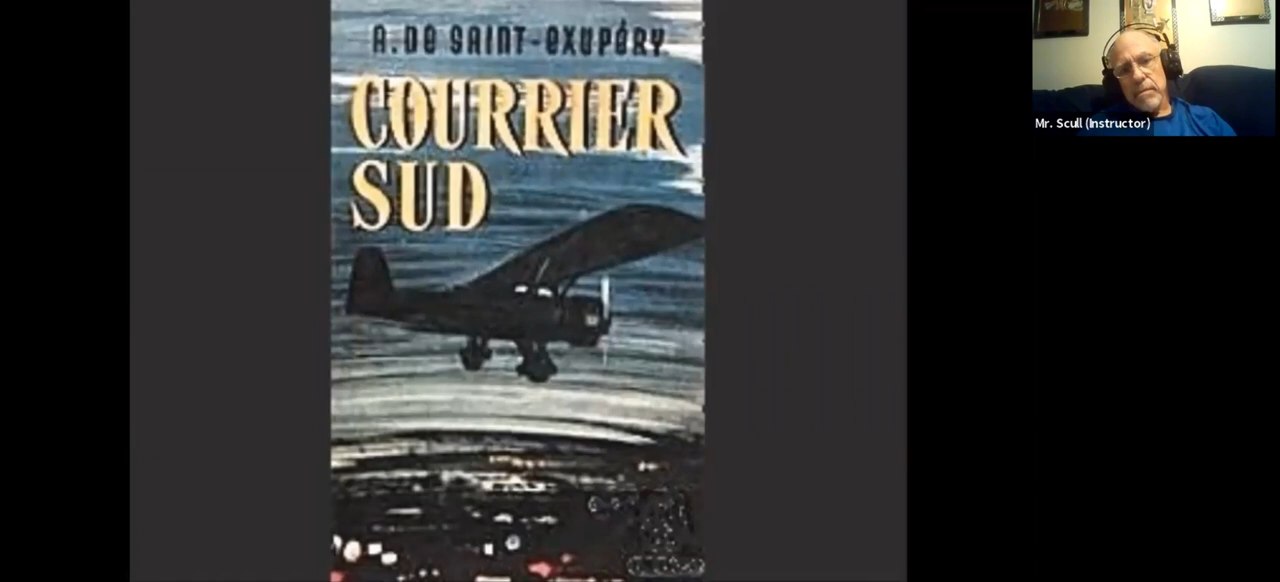 A. DE SAINT-EXUPÉRY
COURRIER
SUD
Mr. Scull (Instructor)